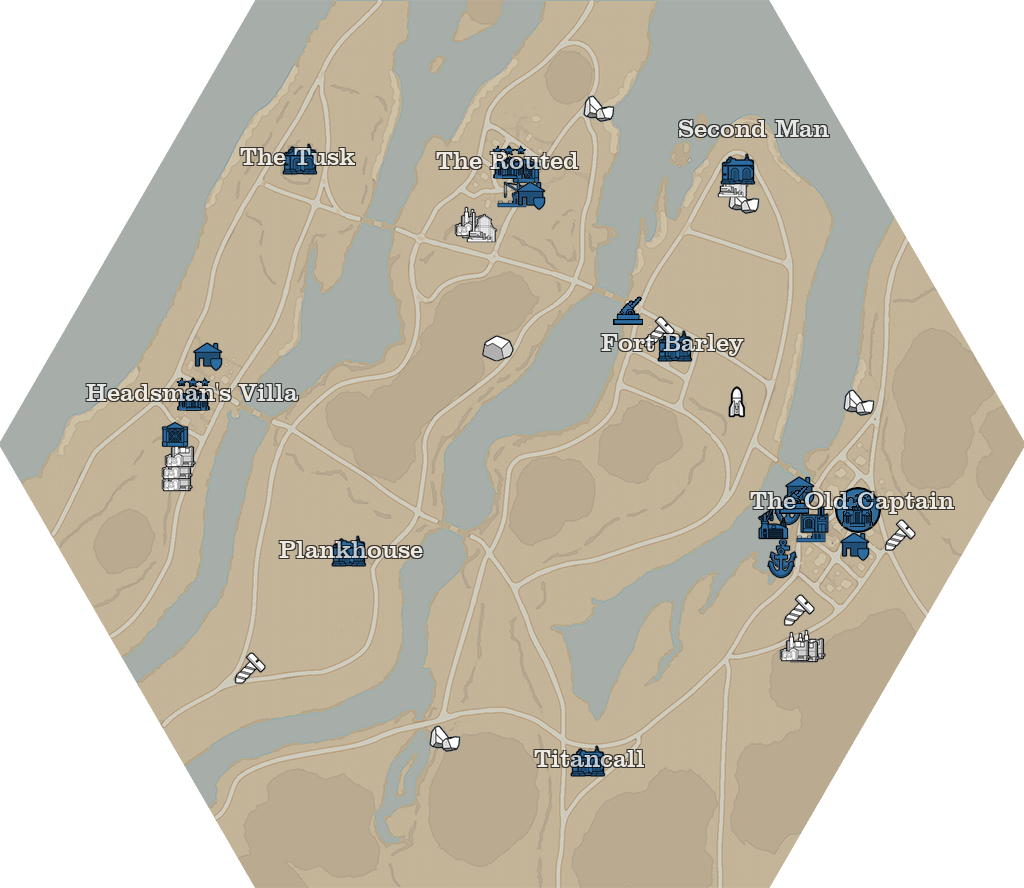 Second Man
The Tusk
The Routed
Fort Barley
Headsman's Villa
The Old Captain
Plankhouse
Titancall